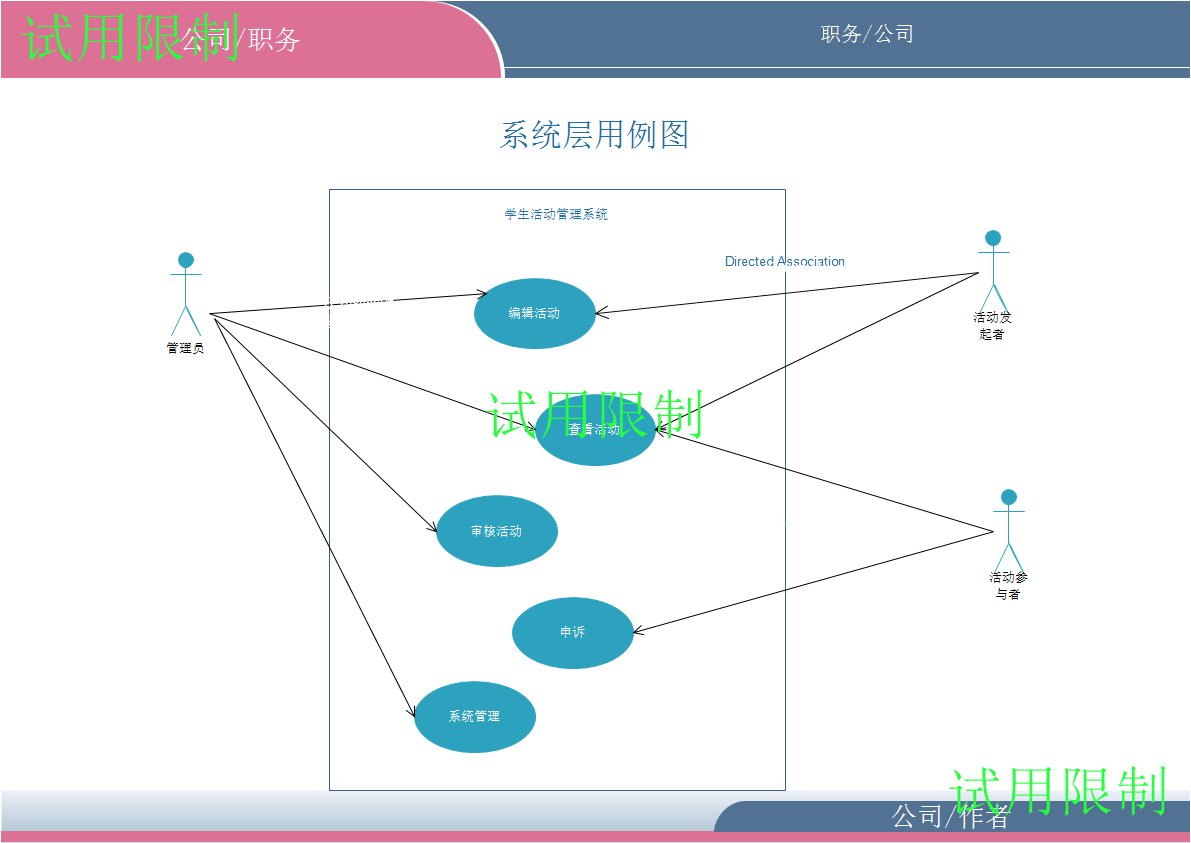 试用限制
公司/职务
职务/公司
系统层用例图
学生活动管理系统
Directed Association
编辑活动
管理员
活动发
起者
试用限制
查看活动
审核活动
活动参
与者
申诉
系统管理
试用限制
公司/作者